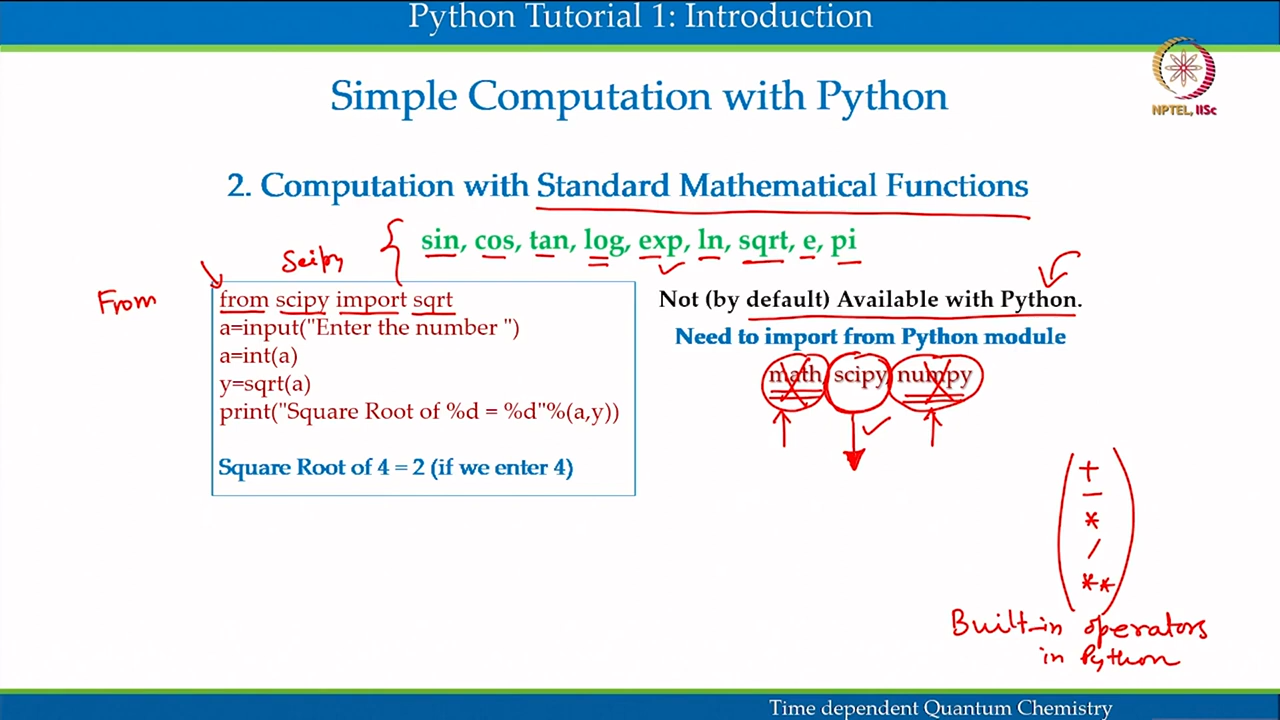 Python Tutorial 1: Introduction
NPTEL, IISc
Simple Computation with Python
2. Computation with Standard Mathematical Functions
sin, cos, tan, log, exp, ln, sqrt, e, pi
Scipy
From
from scipy import sqrt
a=input("Enter the number ")
a=int(a)
y=sqrt(a)
print("Square Root of %d = %d"%(a,y))
Square Root of 4 = 2 (if we enter 4)
Not (by default) Available with Python.
Need to import from Python module
math, scipy, numpy
+
−
*
/
**
Built-in operators
in Python
Time dependent Quantum Chemistry